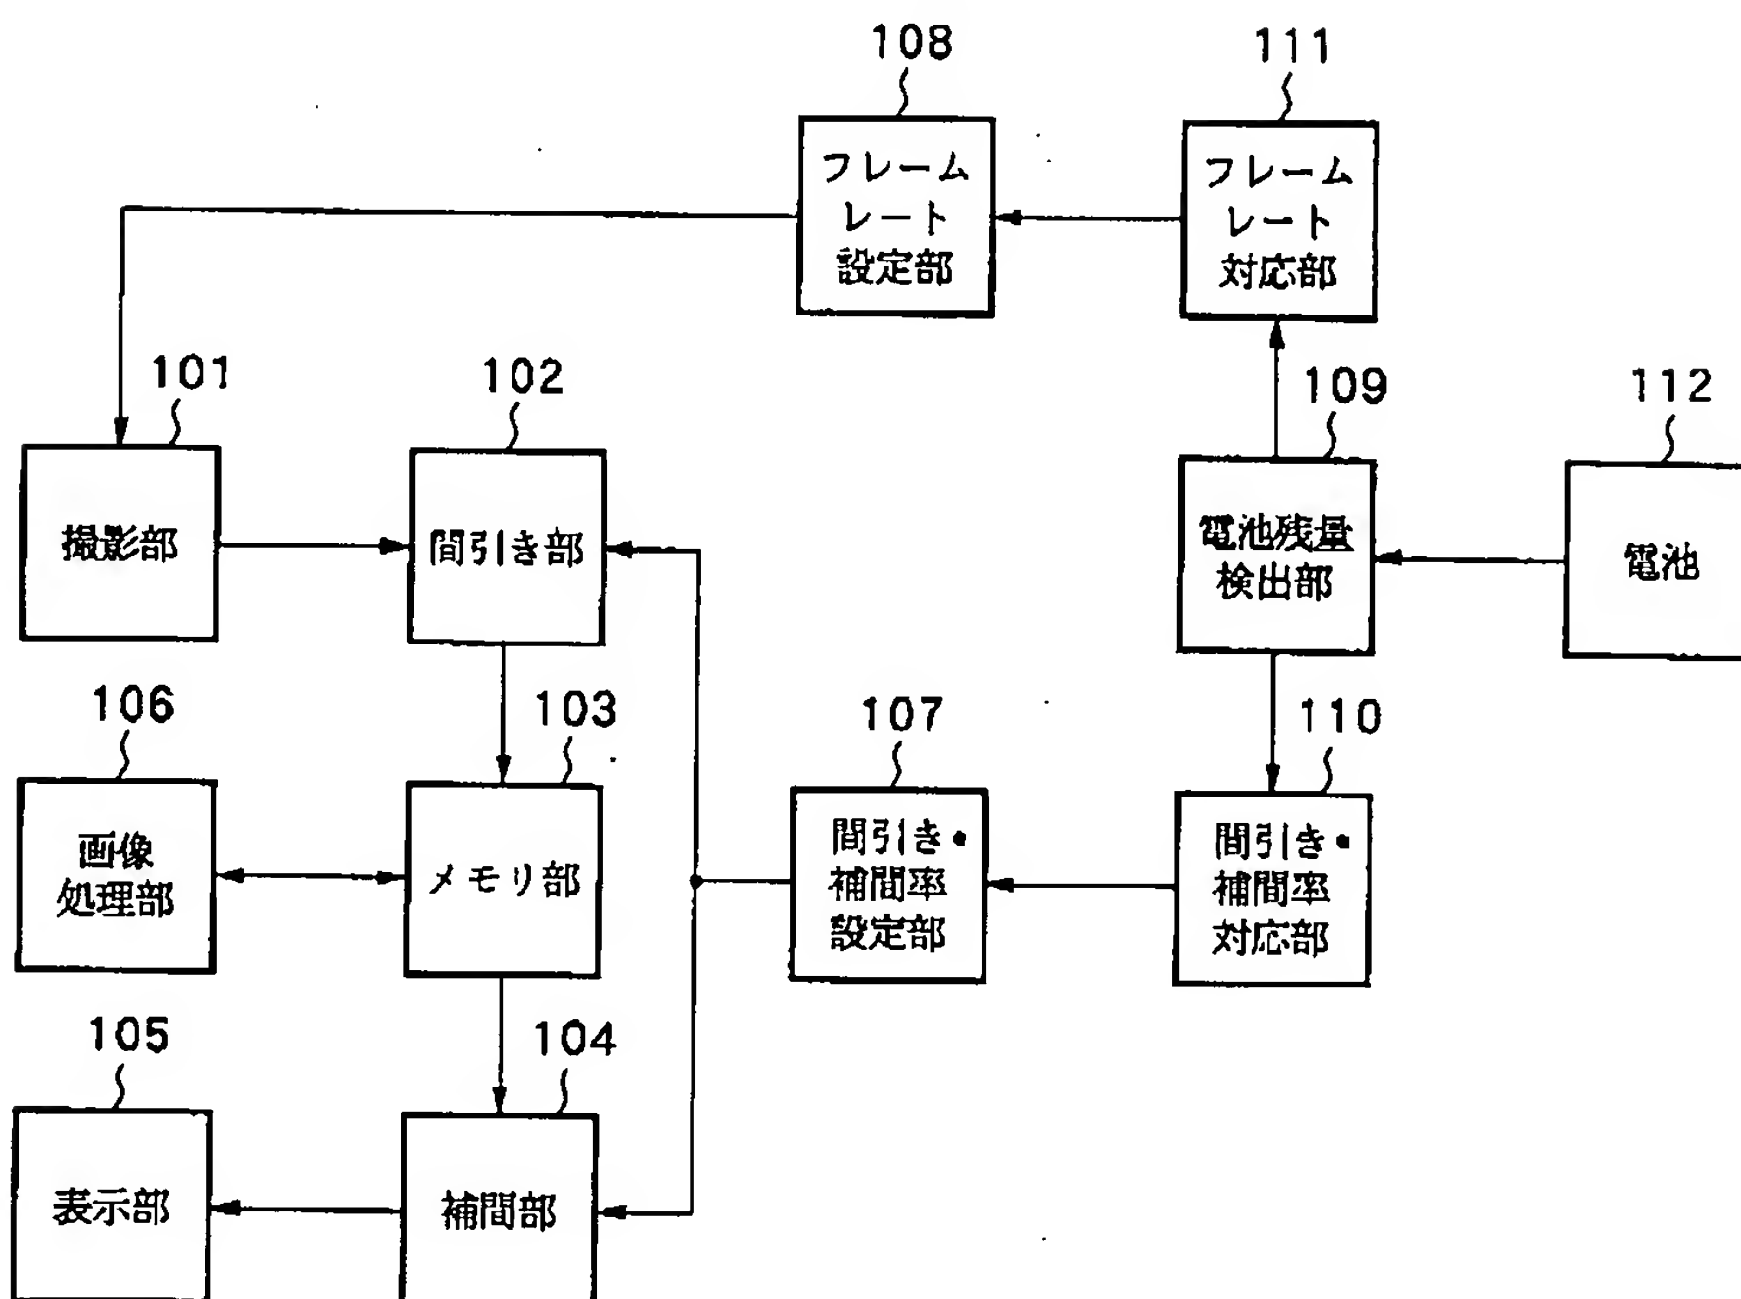 108
フレーム
レート
設定部
111
フレーム
レート
対応部
101
撮影部
102
間引き部
109
電池残量
検出部
112
電池
106
画像
処理部
103
メモリ部
107
間引き・
補間率
設定部
110
間引き・
補間率
対応部
105
表示部
104
補間部